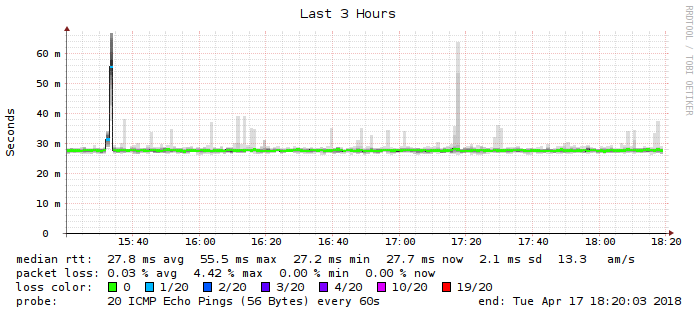 Last 3 Hours
RRDTOOL / TOBI OETIKER
Seconds
60 m
50 m
40 m
30 m
20 m
10 m
0
15:40 16:00 16:20 16:40 17:00 17:20 17:40 18:00 18:20
median rtt: 27.8 ms avg 55.5 ms max 27.2 ms min 27.7 ms now 2.1 ms sd 13.3 am/s
packet loss: 0.03 % avg 4.42 % max 0.00 % min 0.00 % now
loss color: 0 1/20 2/20 3/20 4/20 10/20 19/20
probe: 20 ICMP Echo Pings (56 Bytes) every 60s end: Tue Apr 17 18:20:03 2018